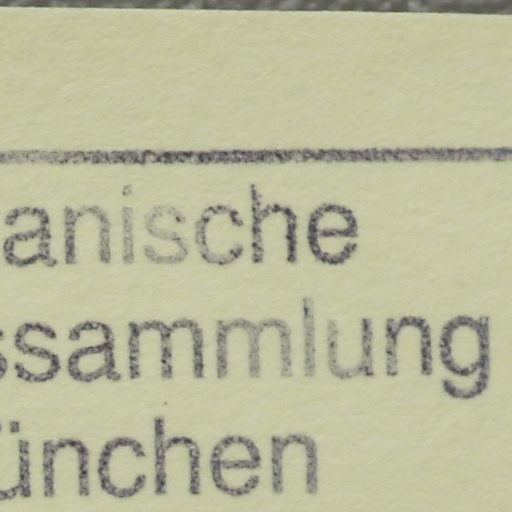 anische
ssammlung
ünchen